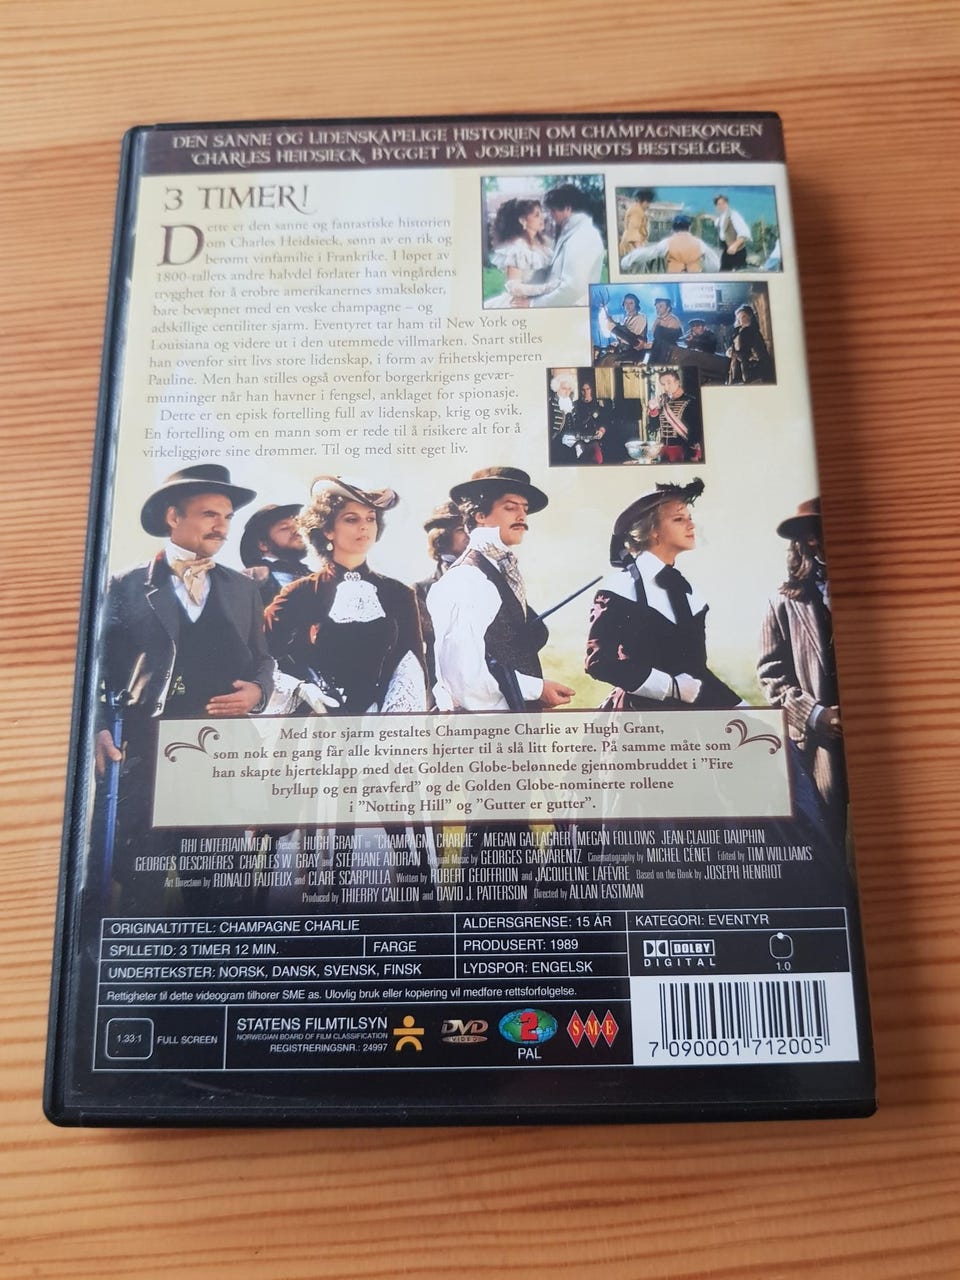 DEN SANNE OG LIDENSKAPELIGE HISTORIEN OM CHAMPAGNEKONGEN
CHARLES HEIDSIECK, BYGGET PÅ JOSEPH HENRIOTS BESTSELGER
3 TIMER!
Dette er den sanne og fantastiske historien
om Charles Heidsieck, sønn av en rik og
berømt vinfamilie i Frankrike. I løpet av
1800-tallets andre halvdel forlater han vingårdens
trygghet for å erobre amerikanernes smaksløker,
bare bevæpnet med en veske champagne – og
adskillige centiliter sjarm. Eventyret tar ham til New York og
Louisiana og videre ut i den utemmede villmarken. Snart stilles
han ovenfor sitt livs store lidenskap, i form av frihetskjemperen
Pauline. Men han stilles også ovenfor borgerkrigens gevær-
munninger når han havner i fengsel, anklaget for spionasje.
Dette er en episk fortelling full av lidenskap, krig og svik.
En fortelling om en mann som er rede til å risikere alt for å
virkeliggjøre sine drømmer. Til og med sitt eget liv.
Med stor sjarm gestaltes Champagne Charlie av Hugh Grant,
som nok en gang får alle kvinners hjerter til å slå litt fortere. På samme måte som
han skapte hjerteklapp med det Golden Globe-belønnede gjennombruddet i "Fire
bryllup og en gravferd" og de Golden Globe-nominerte rollene
i "Notting Hill" og "Gutter er gutter".
RHI ENTERTAINMENT Presents HUGH GRANT in "CHAMPAGNE CHARLIE" MEGAN GALLAGHER MEGAN FOLLOWS JEAN-CLAUDE DAUPHIN
GEORGES DESCRIÈRES CHARLES W. GRAY and STÉPHANE AUDRAN Original Music by GEORGES GARVARENTZ Cinematography by MICHEL CENET Edited by TIM WILLIAMS
Art Direction by RONALD FAUTEUX and CLARE SCARPULLA Written by ROBERT GEOFFRION and JACQUELINE LAFÈVRE Based on the Book by JOSEPH HENRIOT
Produced by THIERRY CAILLON and DAVID J. PATTERSON Directed by ALLAN EASTMAN
ORIGINALTITTEL: CHAMPAGNE CHARLIE ALDERSGRENSE: 15 ÅR KATEGORI: EVENTYR
SPILLETID: 3 TIMER 12 MIN. FARGE PRODUSERT: 1989
UNDERTEKSTER: NORSK, DANSK, SVENSK, FINSK LYDSPOR: ENGELSK
DOLBY
DIGITAL
1.0
Rettigheter til dette videogram tilhører SME as. Ulovlig bruk eller kopiering vil medføre rettsforfølgelse.
1.33:1 FULL SCREEN
STATENS FILMTILSYN
NORWEGIAN BOARD OF FILM CLASSIFICATION
REGISTRERINGSNR.: 24997
DVD
VIDEO
2
PAL
SME
7 090001 712005